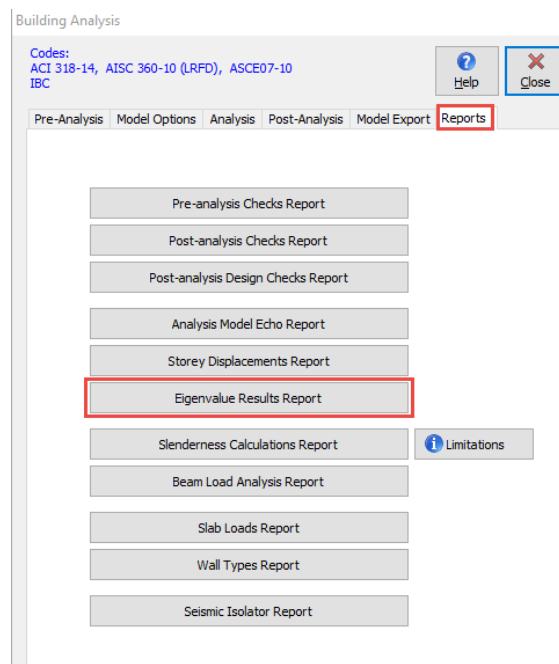 Building Analysis
Codes:
ACI 318-14, AISC 360-10 (LRFD), ASCE07-10
IBC
Help
Close
Pre-Analysis Model Options Analysis Post-Analysis Model Export Reports
Pre-analysis Checks Report
Post-analysis Checks Report
Post-analysis Design Checks Report
Analysis Model Echo Report
Storey Displacements Report
Eigenvalue Results Report
Slenderness Calculations Report
Limitations
Beam Load Analysis Report
Slab Loads Report
Wall Types Report
Seismic Isolator Report